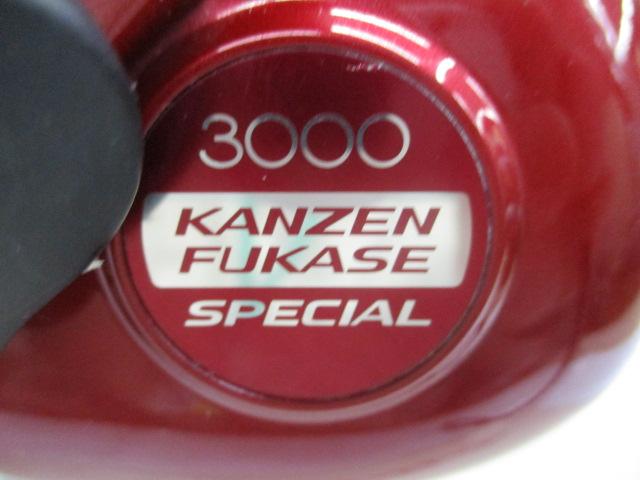 3000
KANZEN
FUKASE
SPECIAL